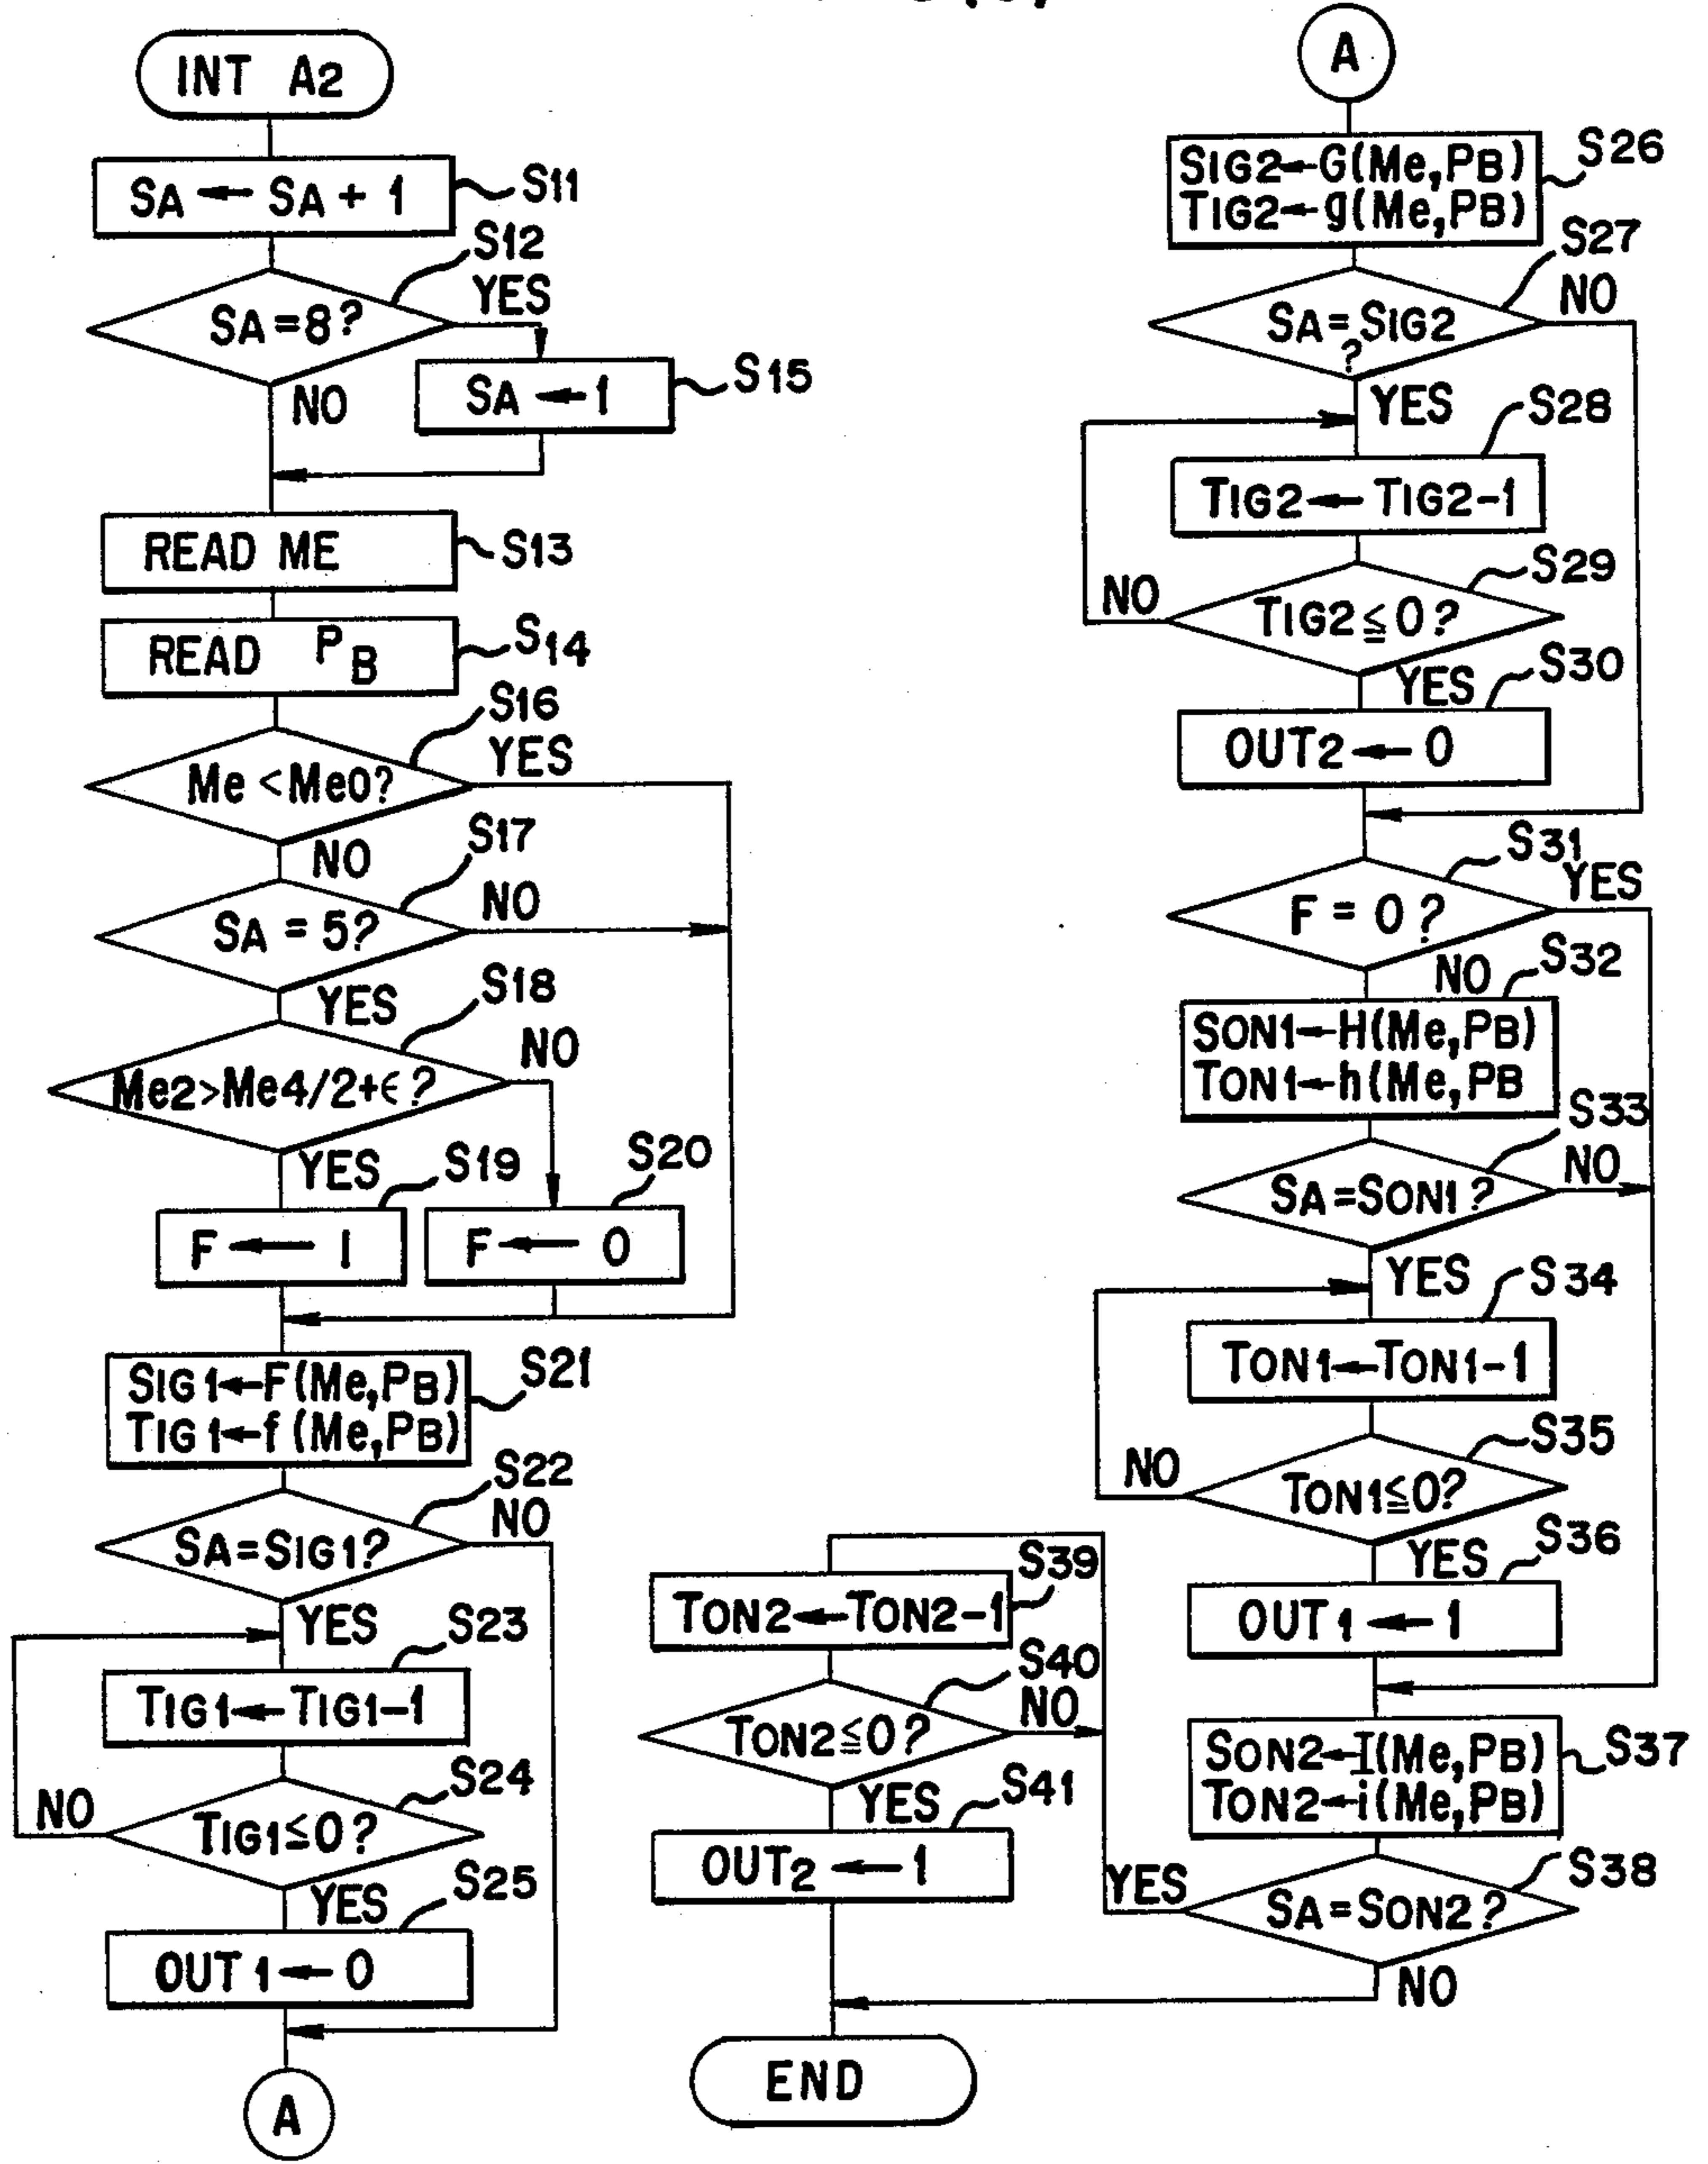 INT A2
SA ← SA + 1
S11
S12
YES
SA = 8?
NO
SA ← 1
S15
READ ME
S13
READ PB
S14
S16
YES
Me < Me0?
NO
S17
NO
SA = 5?
YES
S18
NO
Me2>Me4/2+ϵ?
YES
S19
S20
F ← 1
F ← 0
SIG1←F(Me,PB)
TIG1←f(Me,PB)
S21
S22
NO
SA=SIG1?
YES
S23
TIG1←TIG1-1
S24
NO
TIG1≦0?
YES
S25
OUT1←0
A
A
SIG2←G(Me,PB)
TIG2←g(Me,PB)
S26
S27
NO
SA=SIG2
?
YES
S28
TIG2←TIG2-1
S29
NO
TIG2≦0?
YES
S30
OUT2←0
S31
YES
F = 0?
NO
S32
SON1←H(Me,PB)
TON1←h(Me,PB
S33
NO
SA=SON1?
YES
S34
TON1←TON1-1
S35
NO
TON1≦0?
YES
S36
OUT1←1
SON2←I(Me,PB)
TON2←i(Me,PB)
S37
S38
YES
SA=SON2?
NO
S39
TON2←TON2-1
S40
NO
TON2≦0?
YES
S41
OUT2←1
END